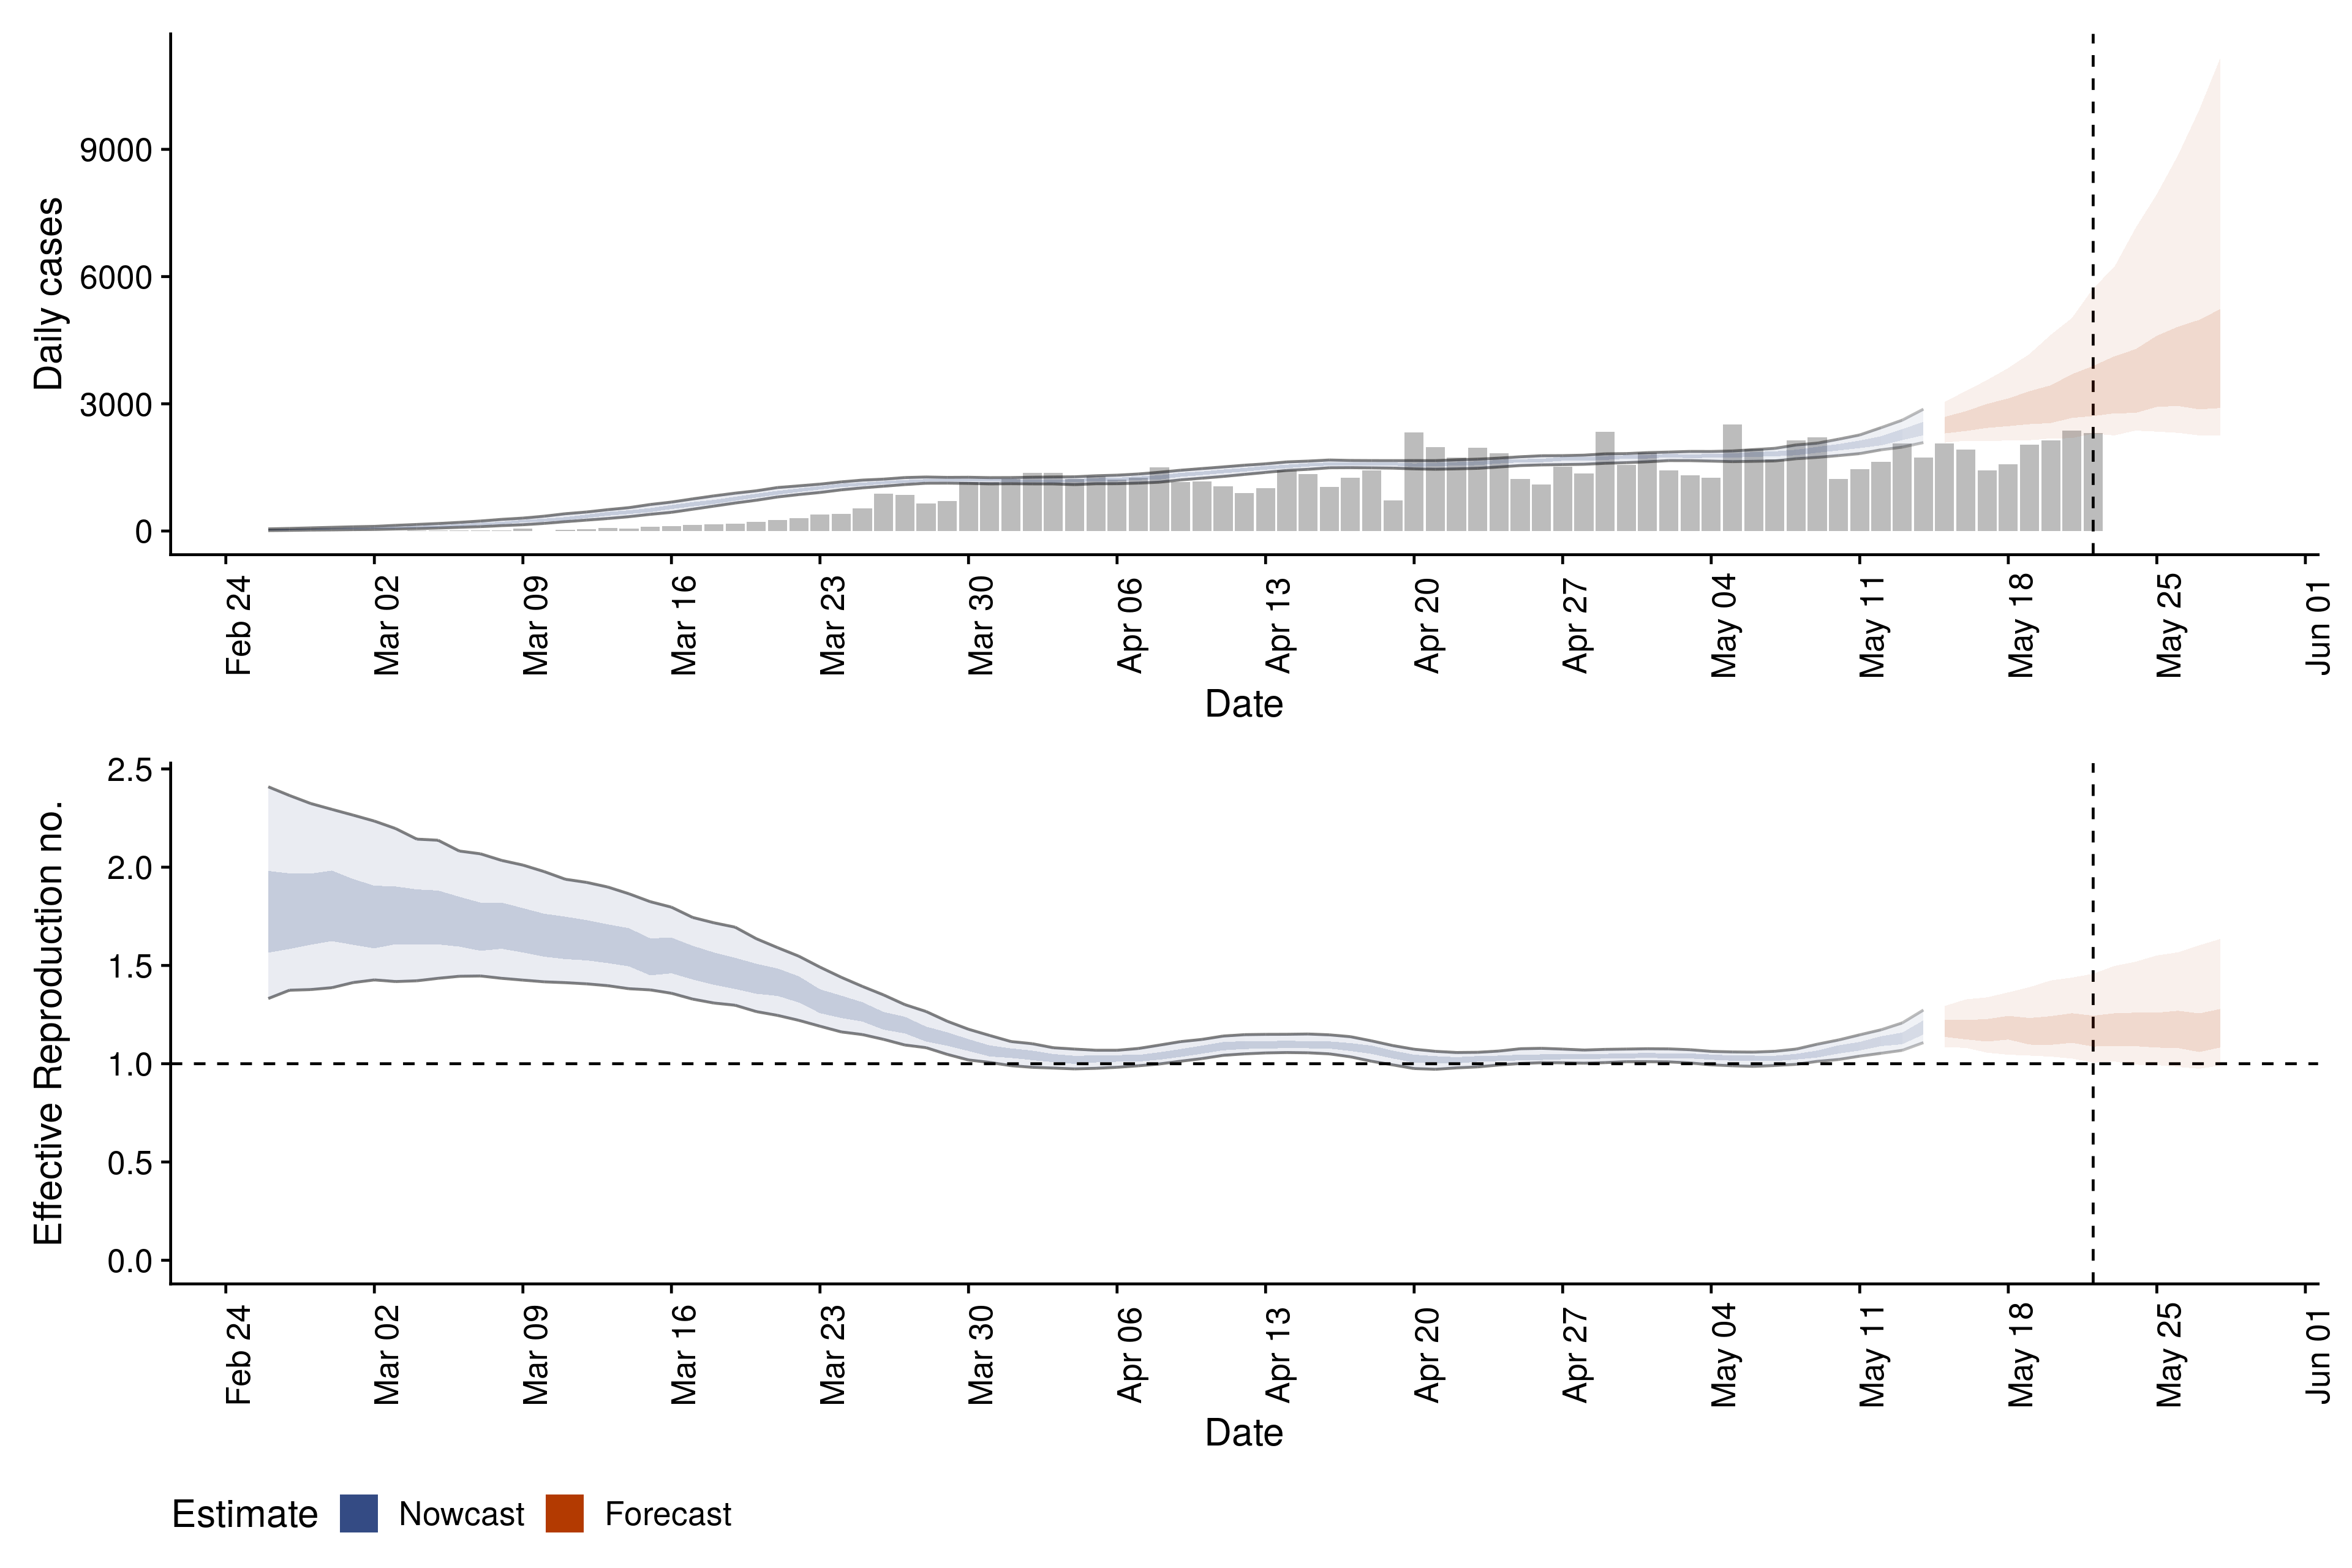 Daily cases
9000
6000
3000
0
Feb 24
Mar 02
Mar 09
Mar 16
Mar 23
Mar 30
Apr 06
Apr 13
Apr 20
Apr 27
May 04
May 11
May 18
May 25
Jun 01
Date
Effective Reproduction no.
2.5
2.0
1.5
1.0
0.5
0.0
Feb 24
Mar 02
Mar 09
Mar 16
Mar 23
Mar 30
Apr 06
Apr 13
Apr 20
Apr 27
May 04
May 11
May 18
May 25
Jun 01
Date
Estimate Nowcast Forecast